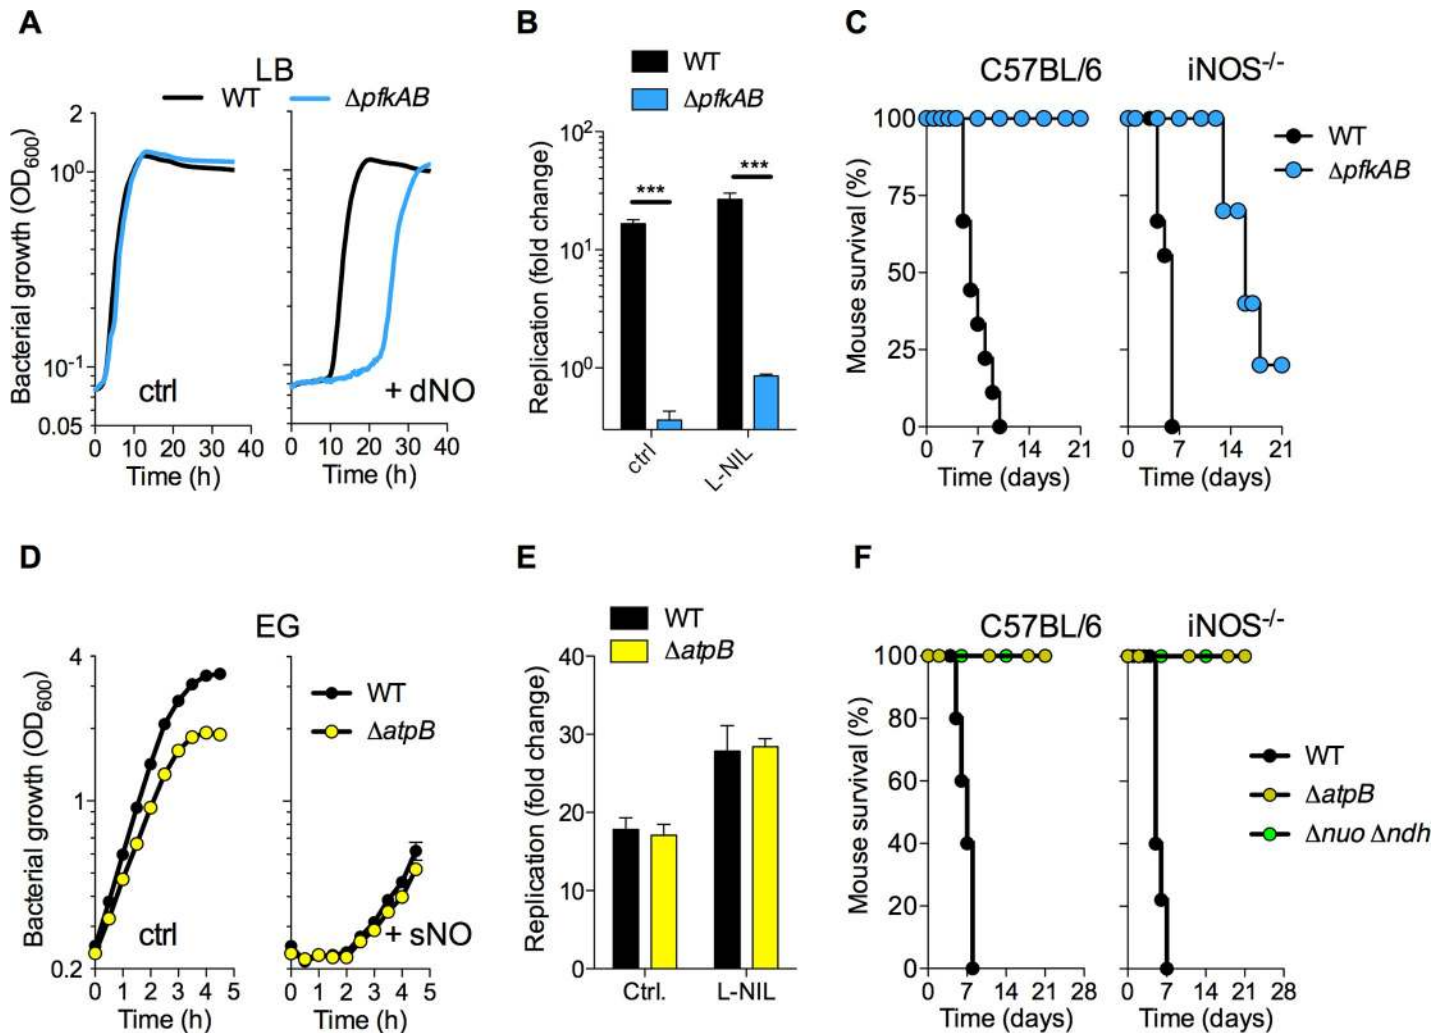 A
LB
WT ΔpfkAB
Bacterial growth (OD600)
2
10^0
10^-1
0.05
ctrl
+ dNO
0 10 20 30 40
0 10 20 30 40
Time (h)
Time (h)
B
WT
ΔpfkAB
Replication (fold change)
10^2
10^1
10^0
***
***
ctrl
L-NIL
C
C57BL/6
iNOS-/-
WT
ΔpfkAB
Mouse survival (%)
100
75
50
25
0
0 7 14 21
0 7 14 21
Time (days)
Time (days)
D
EG
WT
ΔatpB
Bacterial growth (OD600)
4
1
0.2
ctrl
+ sNO
0 1 2 3 4 5
0 1 2 3 4 5
Time (h)
Time (h)
E
WT
ΔatpB
Replication (fold change)
40
30
20
10
0
Ctrl.
L-NIL
F
C57BL/6
iNOS-/-
WT
ΔatpB
Δnuo Δndh
Mouse survival (%)
100
80
60
40
20
0
0 7 14 21 28
0 7 14 21 28
Time (days)
Time (days)